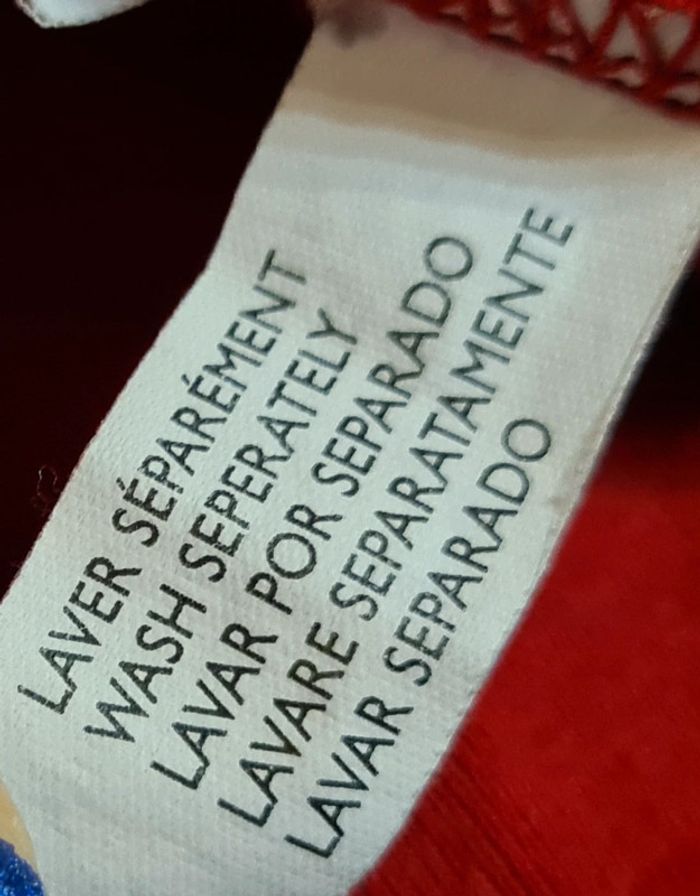 LAVER SÉPARÉMENT
WASH SEPERATELY
LAVAR POR SEPARADO
LAVARE SEPARATAMENTE
LAVAR SEPARADO